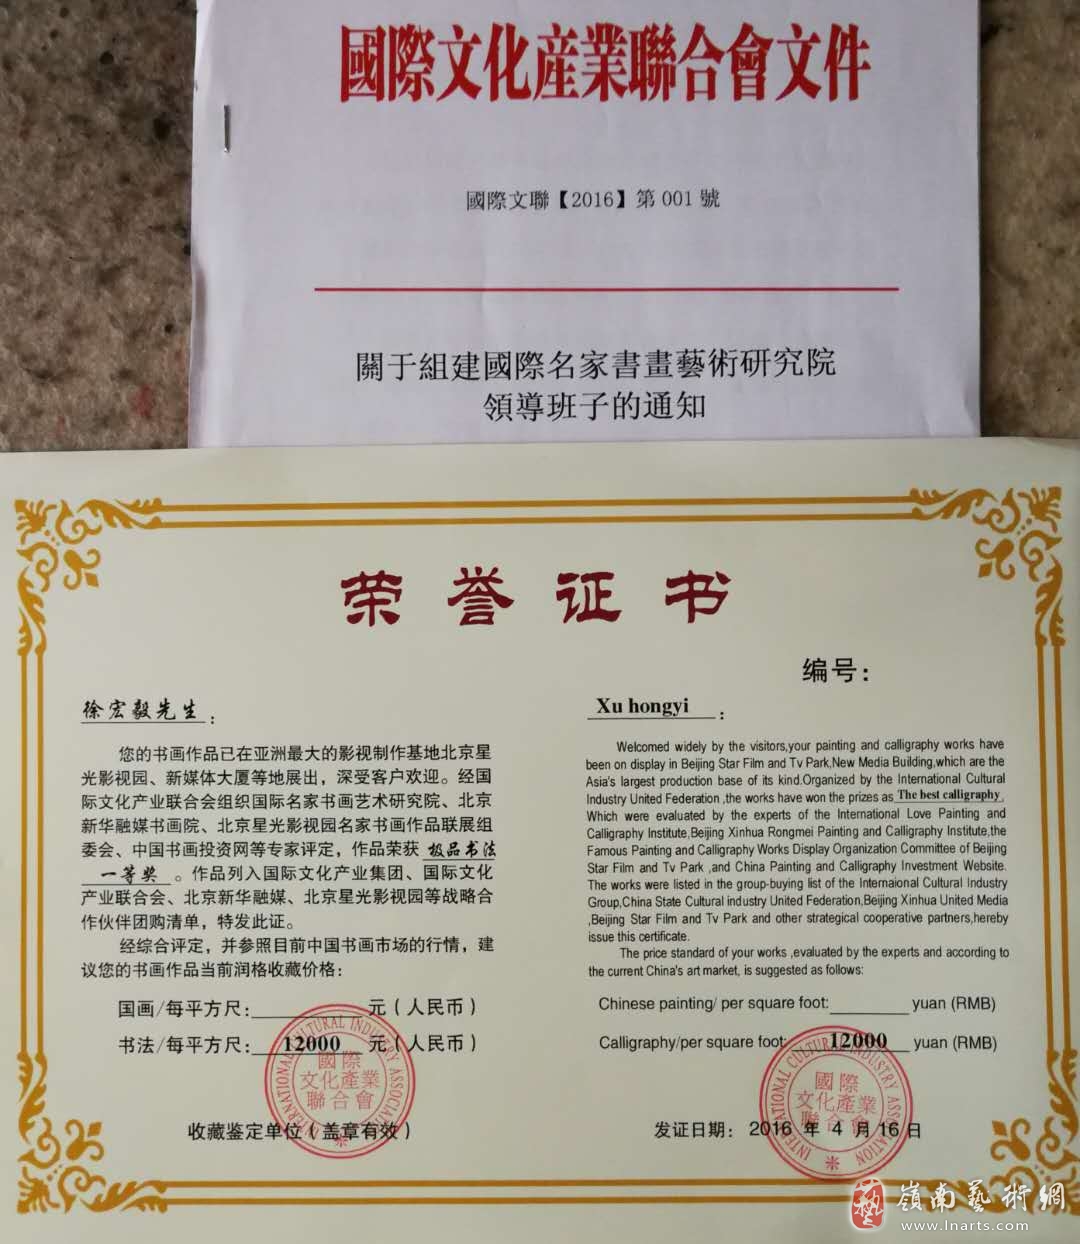 國際文化産業聯合會文件
國際文聯【2016】第 001 號
關于組建國際名家書畫藝術研究院
領導班子的通知
荣誉证书
编号：
徐宏毅先生：
您的书画作品已在亚洲最大的影视制作基地北京星
光影视园、新媒体大厦等地展出，深受客户欢迎。经国
际文化产业联合会组织国际名家书画艺术研究院、北京
新华融媒书画院、北京星光影视园名家书画作品联展组
委会、中国书画投资网等专家评定，作品荣获 极品书法
一等奖 。作品列入国际文化产业集团、国际文化
产业联合会、北京新华融媒、北京星光影视园等战略合
作伙伴团购清单，特发此证。
经综合评定，并参照目前中国书画市场的行情，建
议您的书画作品当前润格收藏价格：
国画/每平方尺：元（人民币）
书法/每平方尺：12000 元（人民币）
收藏鉴定单位（盖章有效）
INTERNATIONAL CULTURAL INDUSTRY ASSOCIATION
國際
文化產業
聯合會
Xu hongyi：
Welcomed widely by the visitors,your painting and calligraphy works have
been on display in Beijing Star Film and Tv Park,New Media Building,which are the
Asia's largest production base of its kind.Organized by the International Cultural
Industry United Federation ,the works have won the prizes as The best calligraphy.
Which were evaluated by the experts of the International Love Painting and
Calligraphy Institute,Beijing Xinhua Rongmei Painting and Calligraphy Institute,the
Famous Painting and Calligraphy Works Display Organization Committee of Beijing
Star Film and Tv Park ,and China Painting and Calligraphy Investment Website.
The works were listed in the group-buying list of the Internaional Cultural Industry
Group,China State Cultural industry United Federation,Beijing Xinhua United Media
,Beijing Star Film and Tv Park and other strategical cooperative partners,hereby
issue this certificate.
The price standard of your works ,evaluated by the experts and according to
the current China's art market, is suggested as follows:
Chinese painting/ per square foot: yuan (RMB)
Calligraphy/per square foot: 12000 yuan (RMB)
发证日期：2016 年 4 月 16 日
INTERNATIONAL CULTURAL INDUSTRY ASSOCIATION
國際
文化產業
聯合會
藝 嶺南藝術網
www.lnarts.com